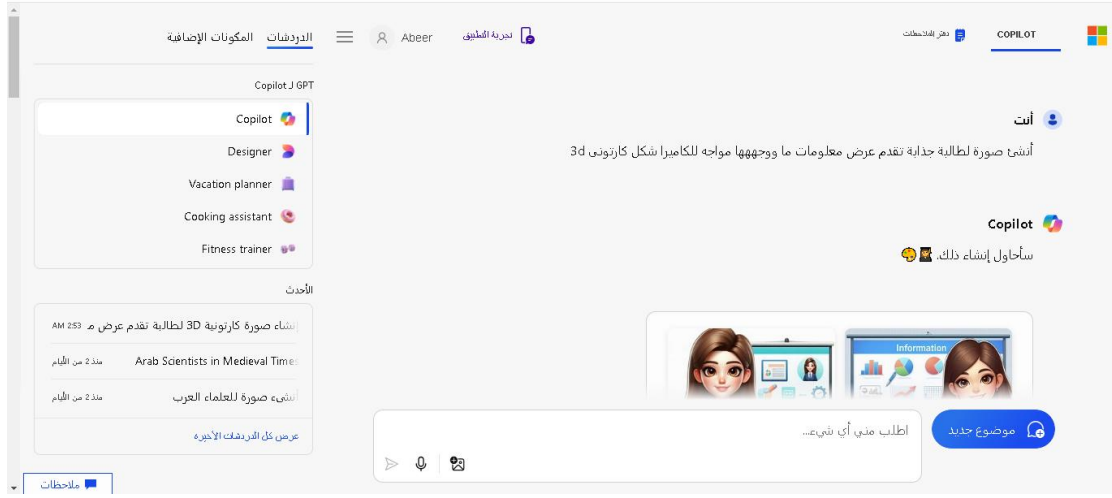 COPILOT
دفتر الملاحظات
تجربة التطبيق
Abeer
الدردشات
المكونات الإضافية
أنت
أنشئ صورة لطالبة جذابة تقدم عرض معلومات ما ووجهها مواجه للكاميرا شكل كارتونى 3d
Copilot
سأحاول إنشاء ذلك.
Information
موضوع جديد
اطلب مني أي شيء...
GPT لـ Copilot
Copilot
Designer
Vacation planner
Cooking assistant
Fitness trainer
الأحدث
إنشاء صورة كارتونية 3D لطالبة تقدم عرض م 2:53 AM
Arab Scientists in Medieval Times منذ 2 من الأيام
أنشىء صورة للعلماء العرب منذ 2 من الأيام
عرض كل الدردشات الأخيرة
ملاحظات